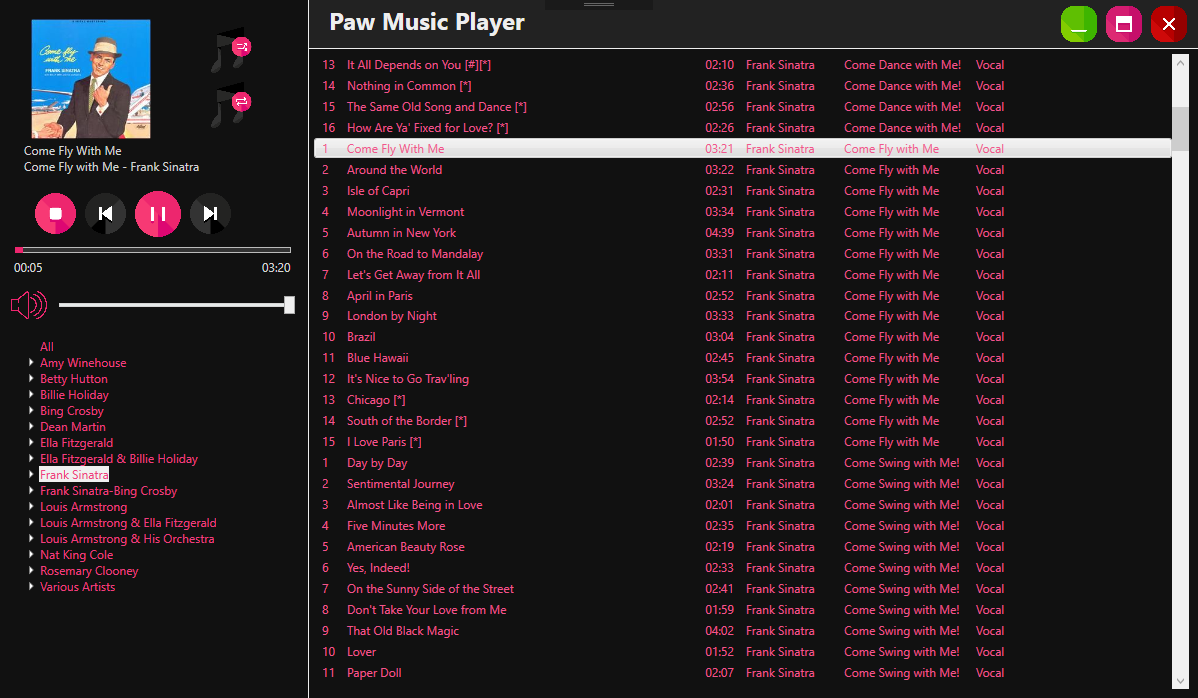 Come fly with me
FRANK SINATRA
Come Fly With Me
Come Fly with Me - Frank Sinatra
00:05 03:20
All
Amy Winehouse
Betty Hutton
Billie Holiday
Bing Crosby
Dean Martin
Ella Fitzgerald
Ella Fitzgerald & Billie Holiday
Frank Sinatra
Frank Sinatra-Bing Crosby
Louis Armstrong
Louis Armstrong & Ella Fitzgerald
Louis Armstrong & His Orchestra
Nat King Cole
Rosemary Clooney
Various Artists
Paw Music Player
13 It All Depends on You [#][*] 02:10 Frank Sinatra Come Dance with Me! Vocal
14 Nothing in Common [*] 02:36 Frank Sinatra Come Dance with Me! Vocal
15 The Same Old Song and Dance [*] 02:56 Frank Sinatra Come Dance with Me! Vocal
16 How Are Ya' Fixed for Love? [*] 02:26 Frank Sinatra Come Dance with Me! Vocal
1 Come Fly With Me 03:21 Frank Sinatra Come Fly with Me Vocal
2 Around the World 03:22 Frank Sinatra Come Fly with Me Vocal
3 Isle of Capri 02:31 Frank Sinatra Come Fly with Me Vocal
4 Moonlight in Vermont 03:34 Frank Sinatra Come Fly with Me Vocal
5 Autumn in New York 04:39 Frank Sinatra Come Fly with Me Vocal
6 On the Road to Mandalay 03:31 Frank Sinatra Come Fly with Me Vocal
7 Let's Get Away from It All 02:11 Frank Sinatra Come Fly with Me Vocal
8 April in Paris 02:52 Frank Sinatra Come Fly with Me Vocal
9 London by Night 03:33 Frank Sinatra Come Fly with Me Vocal
10 Brazil 03:04 Frank Sinatra Come Fly with Me Vocal
11 Blue Hawaii 02:45 Frank Sinatra Come Fly with Me Vocal
12 It's Nice to Go Trav'ling 03:54 Frank Sinatra Come Fly with Me Vocal
13 Chicago [*] 02:14 Frank Sinatra Come Fly with Me Vocal
14 South of the Border [*] 02:52 Frank Sinatra Come Fly with Me Vocal
15 I Love Paris [*] 01:50 Frank Sinatra Come Fly with Me Vocal
1 Day by Day 02:39 Frank Sinatra Come Swing with Me! Vocal
2 Sentimental Journey 03:24 Frank Sinatra Come Swing with Me! Vocal
3 Almost Like Being in Love 02:01 Frank Sinatra Come Swing with Me! Vocal
4 Five Minutes More 02:35 Frank Sinatra Come Swing with Me! Vocal
5 American Beauty Rose 02:19 Frank Sinatra Come Swing with Me! Vocal
6 Yes, Indeed! 02:33 Frank Sinatra Come Swing with Me! Vocal
7 On the Sunny Side of the Street 02:41 Frank Sinatra Come Swing with Me! Vocal
8 Don't Take Your Love from Me 01:59 Frank Sinatra Come Swing with Me! Vocal
9 That Old Black Magic 04:02 Frank Sinatra Come Swing with Me! Vocal
10 Lover 01:52 Frank Sinatra Come Swing with Me! Vocal
11 Paper Doll 02:07 Frank Sinatra Come Swing with Me! Vocal